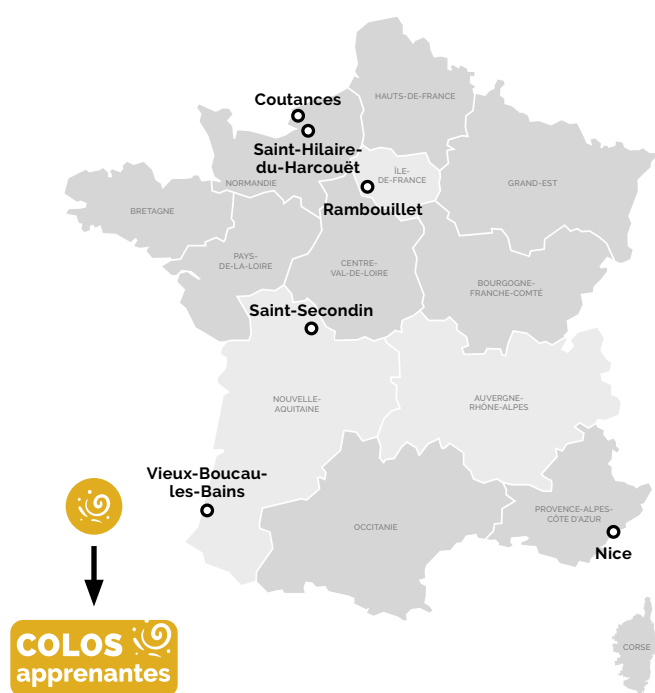 HAUTS-DE-FRANCE
Coutances
Saint-Hilaire-
du-Harcouët
NORMANDIE
ÎLE-
DE-FRANCE
GRAND-EST
Rambouillet
BRETAGNE
PAYS-
DE-LA-LOIRE
CENTRE-
VAL-DE-LOIRE
BOURGOGNE-
FRANCHE-COMTÉ
Saint-Secondin
NOUVELLE-
AQUITAINE
AUVERGNE-
RHÔNE-ALPES
Vieux-Boucau-
les-Bains
OCCITANIE
PROVENCE-ALPES-
CÔTE D'AZUR
Nice
CORSE
COLOS
apprenantes